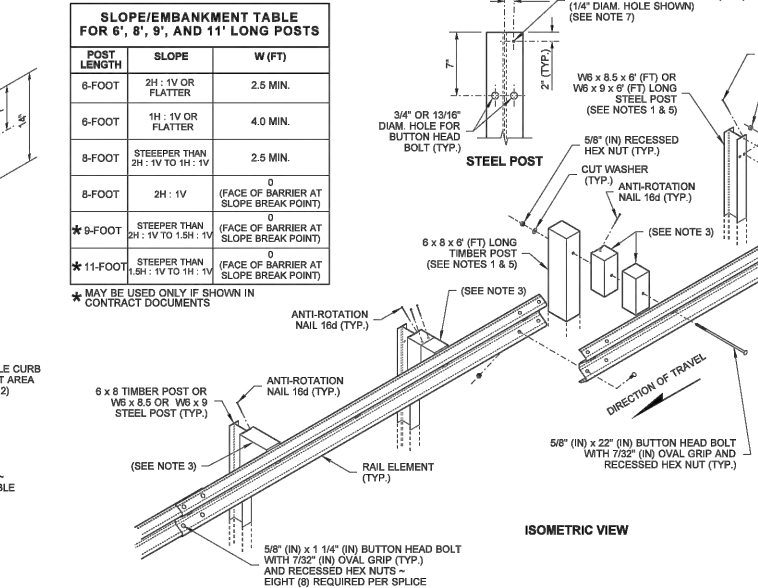 SLOPE/EMBANKMENT TABLE
FOR 6', 8', 9', AND 11' LONG POSTS
POST LENGTH SLOPE W (FT)
6-FOOT 2H : 1V OR FLATTER 2.5 MIN.
6-FOOT 1H : 1V OR FLATTER 4.0 MIN.
8-FOOT STEEEPER THAN 2H : 1V TO 1H : 1V 2.5 MIN.
8-FOOT 2H : 1V 0 (FACE OF BARRIER AT SLOPE BREAK POINT)
* 9-FOOT STEEPER THAN 2H : 1V TO 1.5H : 1V 0 (FACE OF BARRIER AT SLOPE BREAK POINT)
* 11-FOOT STEEPER THAN 1.5H : 1V TO 1H : 1V 0 (FACE OF BARRIER AT SLOPE BREAK POINT)
* MAY BE USED ONLY IF SHOWN IN
CONTRACT DOCUMENTS
(1/4" DIAM. HOLE SHOWN)
(SEE NOTE 7)
7"
2" (TYP.)
3/4" OR 13/16"
DIAM. HOLE FOR
BUTTON HEAD
BOLT (TYP.)
STEEL POST
W6 x 8.5 x 6' (FT) OR
W6 x 9 x 6' (FT) LONG
STEEL POST
(SEE NOTES 1 & 5)
5/8" (IN) RECESSED
HEX NUT (TYP.)
CUT WASHER
(TYP.)
ANTI-ROTATION
NAIL 16d (TYP.)
(SEE NOTE 3)
6 x 8 x 6' (FT) LONG
TIMBER POST
(SEE NOTES 1 & 5)
(SEE NOTE 3)
ANTI-ROTATION
NAIL 16d (TYP.)
LE CURB
T AREA
2)
6 x 8 TIMBER POST OR
W6 x 8.5 OR W6 x 9
STEEL POST (TYP.)
ANTI-ROTATION
NAIL 16d (TYP.)
DIRECTION OF TRAVEL
(SEE NOTE 3)
RAIL ELEMENT
(TYP.)
5/8" (IN) x 22" (IN) BUTTON HEAD BOLT
WITH 7/32" (IN) OVAL GRIP AND
RECESSED HEX NUT (TYP.)
~
BLE
ISOMETRIC VIEW
5/8" (IN) x 1 1/4" (IN) BUTTON HEAD BOLT
WITH 7/32" (IN) OVAL GRIP (TYP.)
AND RECESSED HEX NUTS ~
EIGHT (8) REQUIRED PER SPLICE